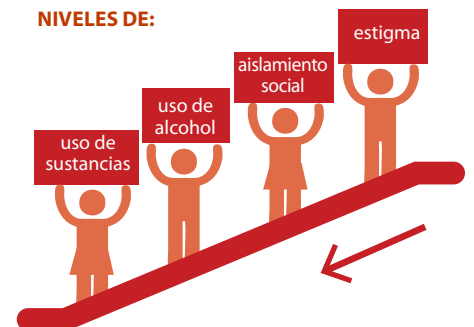 NIVELES DE:
estigma
aislamiento
social
uso de
alcohol
uso de
sustancias